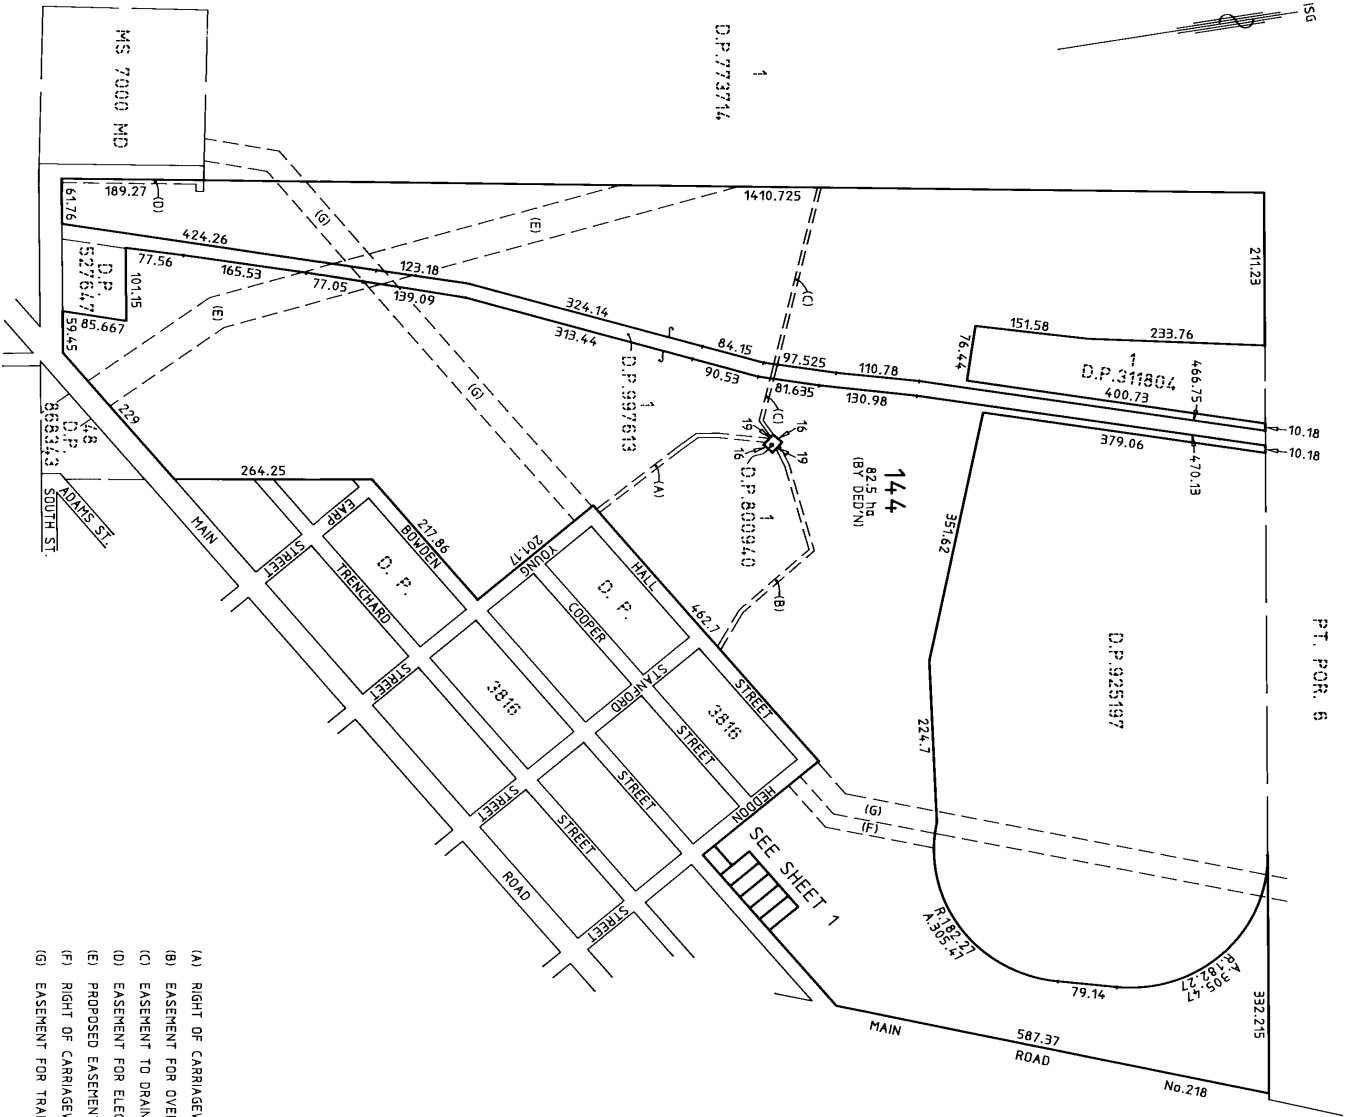 ISG
MS 7000 MD
1
D.P.773714
PT. POR. 6
(D)
189.27
61.76
(G)
(E)
1410.725
(C)
211.23
424.26
123.18
77.56
165.53
77.05
139.09
D.P.
527647
101.15
85.667
59.45
(E)
324.14
313.44
84.15
90.53
97.525
81.635
110.78
130.98
151.58
233.76
76.44
1
D.P.311804
400.73
466.75
10.18
10.18
379.06
470.13
1
D.P.997613
(C)
19
16
16
19
(G)
(A)
1
D.P.800940
(B)
144
82.5 ha
(BY DED'N)
351.62
224.7
D.P.925197
229
48
D.P.
868343
264.25
217.86
201.17
462.7
ADAMS ST.
SOUTH ST.
MAIN
EARP
STREET
BOWDEN
TRENCHARD
STREET
D. P.
YOUNG
HALL
STREET
COOPER
STREET
D. P.
STANFORD
STREET
STREET
3816
3816
HEDDON
STREET
ROAD
(G)
(F)
SEE SHEET 1
R.182.27
A.305.47
79.14
A.305.47
R.182.27
332.215
587.37
MAIN
ROAD
No.218
(A) RIGHT OF CARRIAGEW
(B) EASEMENT FOR OVE
(C) EASEMENT TO DRAIN
(D) EASEMENT FOR ELEC
(E) PROPOSED EASEMENT
(F) RIGHT OF CARRIAGEW
(G) EASEMENT FOR TRA